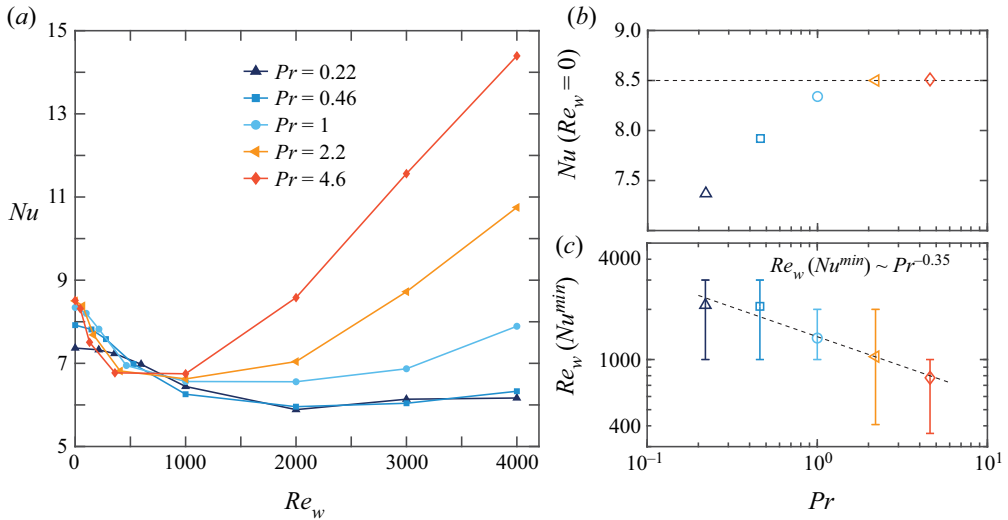 (a)
15
13
11
9
7
5
Nu
Pr = 0.22
Pr = 0.46
Pr = 1
Pr = 2.2
Pr = 4.6
0
1000
2000
3000
4000
Re_w
(b)
9.0
8.5
8.0
7.5
Nu (Re_w = 0)
(c)
4000
1000
400
Re_w (Nu^min)
Re_w (Nu^min) ~ Pr^−0.35
10^−1
10^0
10^1
Pr